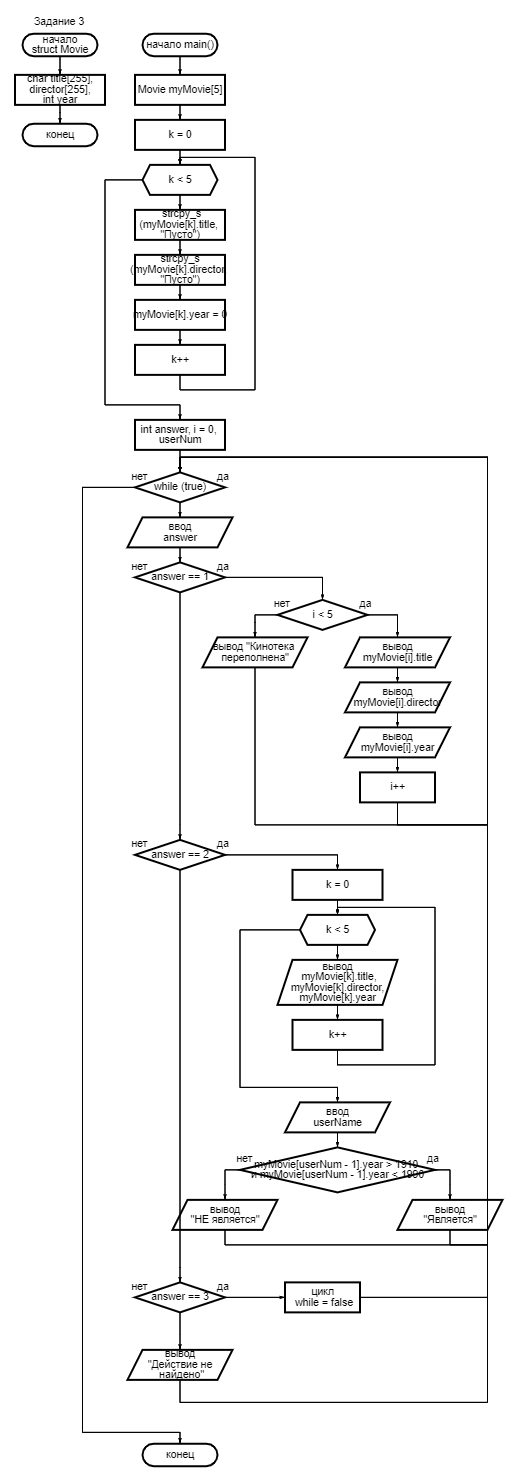 Задание 3
начало
struct Movie
char title[255],
director[255],
int year
конец
начало main()
Movie myMovie[5]
k = 0
k < 5
strcpy_s
(myMovie[k].title,
"Пусто")
strcpy_s
(myMovie[k].director,
"Пусто")
myMovie[k].year = 0
k++
int answer, i = 0,
userNum
нет
да
while (true)
ввод
answer
нет
да
answer == 1
нет
да
i < 5
вывод "Кинотека
переполнена"
вывод
myMovie[i].title
вывод
myMovie[i].director
вывод
myMovie[i].year
i++
нет
да
answer == 2
k = 0
k < 5
вывод
myMovie[k].title,
myMovie[k].director,
myMovie[k].year
k++
ввод
userName
нет
да
myMovie[userNum - 1].year > 1910
и myMovie[userNum - 1].year < 1900
вывод
"НЕ является"
вывод
"Является"
нет
да
answer == 3
цикл
while = false
вывод
"Действие не
найдено"
конец